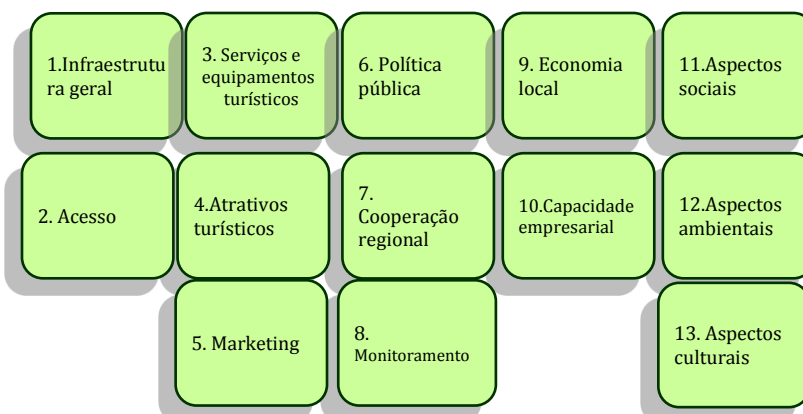 1.Infraestrutu
ra geral
2. Acesso
3. Serviços e
equipamentos
turísticos
4.Atrativos
turísticos
5. Marketing
6. Política
pública
7.
Cooperação
regional
8.
Monitoramento
9. Economia
local
10.Capacidade
empresarial
11.Aspectos
sociais
12.Aspectos
ambientais
13. Aspectos
culturais